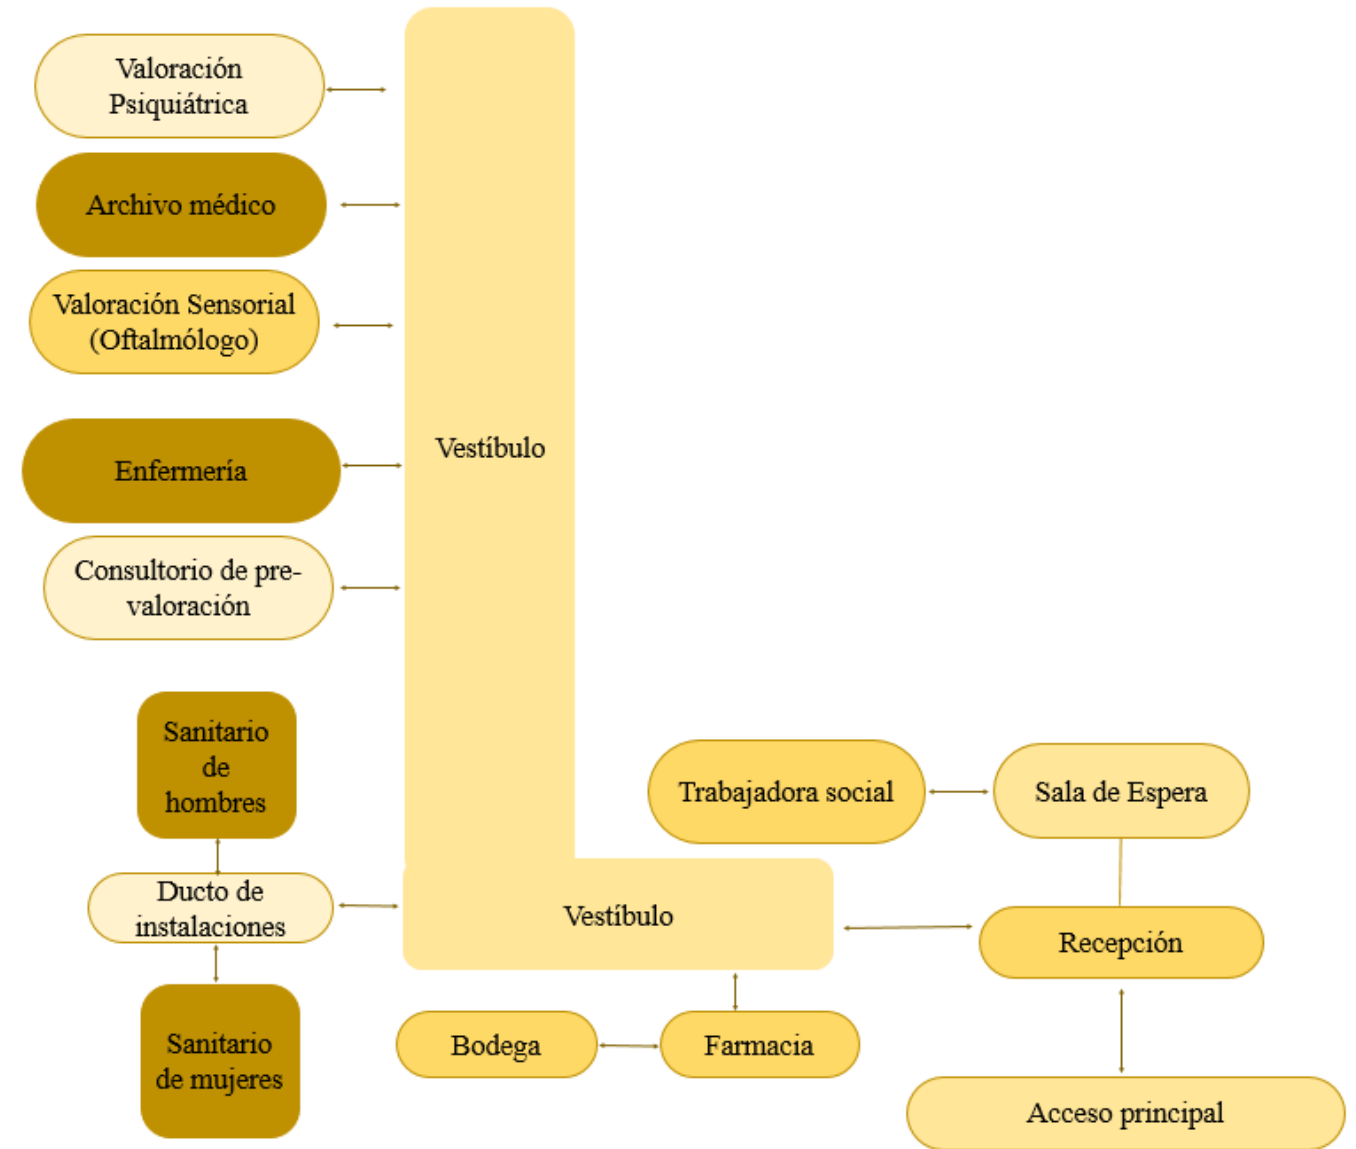 Valoración
Psiquiátrica
Archivo médico
Valoración Sensorial
(Oftalmólogo)
Enfermería
Consultorio de pre-
valoración
Vestíbulo
Sanitario
de
hombres
Ducto de
instalaciones
Sanitario
de mujeres
Vestíbulo
Bodega
Farmacia
Trabajadora social
Sala de Espera
Recepción
Acceso principal